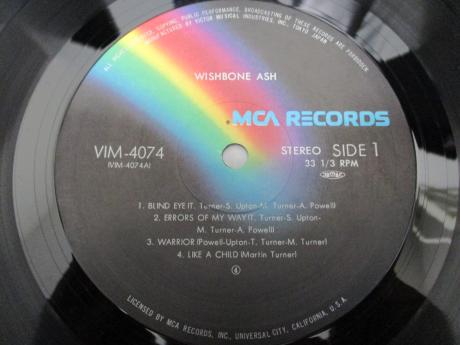 ALL RIGHTS RESERVED. COPYING, PUBLIC PERFORMANCE, BROADCASTING OF THESE RECORDS ARE FORBIDDEN.
MANUFACTURED BY VICTOR MUSICAL INDUSTRIES, INC. TOKYO JAPAN
WISHBONE ASH
MCA RECORDS
VIM-4074
(VIM-4074A)
STEREO SIDE 1
33 1/3 RPM
1. BLIND EYE(T. Turner-S. Upton-M. Turner-A. Powell)
2. ERRORS OF MY WAY(T. Turner-S. Upton-
M. Turner-A. Powell)
3. WARRIOR(Powell-Upton-T. Turner-M. Turner)
4. LIKE A CHILD(Martin Turner)
4
LICENSED BY MCA RECORDS, INC., UNIVERSAL CITY, CALIFORNIA, U.S.A.